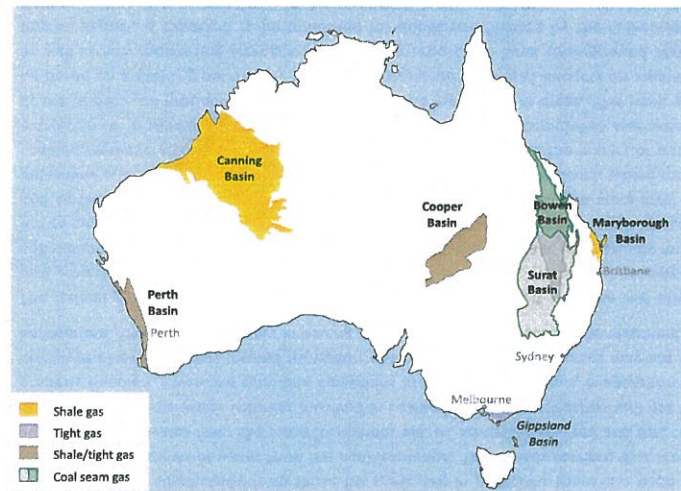 Canning
Basin
Cooper
Basin
Bowen
Basin
Maryborough
Basin
Brisbane
Surat
Basin
Perth
Basin
Perth
Sydney
Melbourne
Gippsland
Basin
Shale gas
Tight gas
Shale/tight gas
Coal seam gas